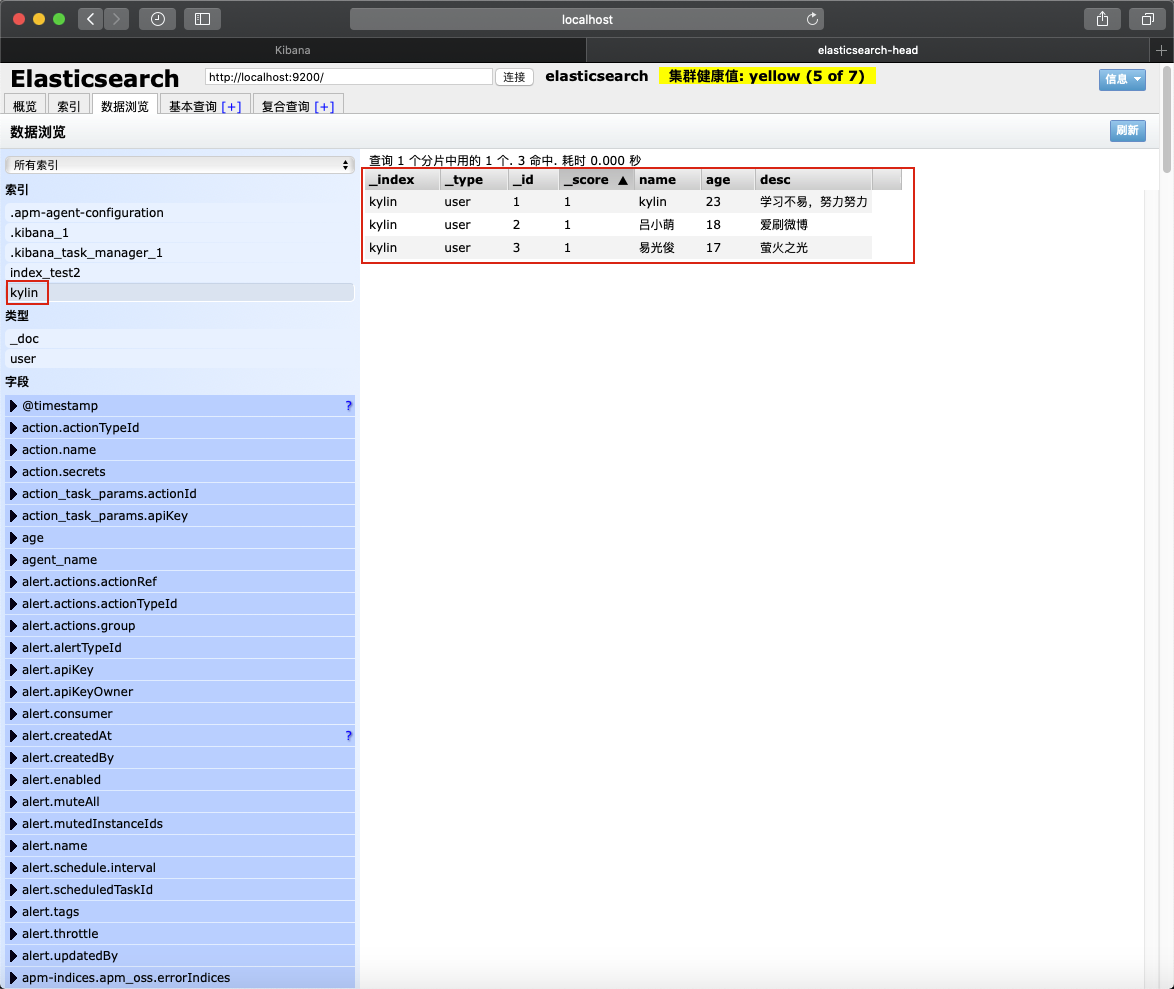 localhost
Kibana
elasticsearch-head
Elasticsearch
http://localhost:9200/
连接
elasticsearch
集群健康值: yellow (5 of 7)
信息
概览
索引
数据浏览
基本查询 [+]
复合查询 [+]
数据浏览
刷新
所有索引
索引
.apm-agent-configuration
.kibana_1
.kibana_task_manager_1
index_test2
kylin
类型
_doc
user
字段
@timestamp ?
action.actionTypeId
action.name
action.secrets
action_task_params.actionId
action_task_params.apiKey
age
agent_name
alert.actions.actionRef
alert.actions.actionTypeId
alert.actions.group
alert.alertTypeId
alert.apiKey
alert.apiKeyOwner
alert.consumer
alert.createdAt ?
alert.createdBy
alert.enabled
alert.muteAll
alert.mutedInstanceIds
alert.name
alert.schedule.interval
alert.scheduledTaskId
alert.tags
alert.throttle
alert.updatedBy
apm-indices.apm_oss.errorIndices
查询 1 个分片中用的 1 个. 3 命中. 耗时 0.000 秒
_index _type _id _score ▲ name age desc
kylin user 1 1 kylin 23 学习不易，努力努力
kylin user 2 1 吕小萌 18 爱刷微博
kylin user 3 1 易光俊 17 萤火之光